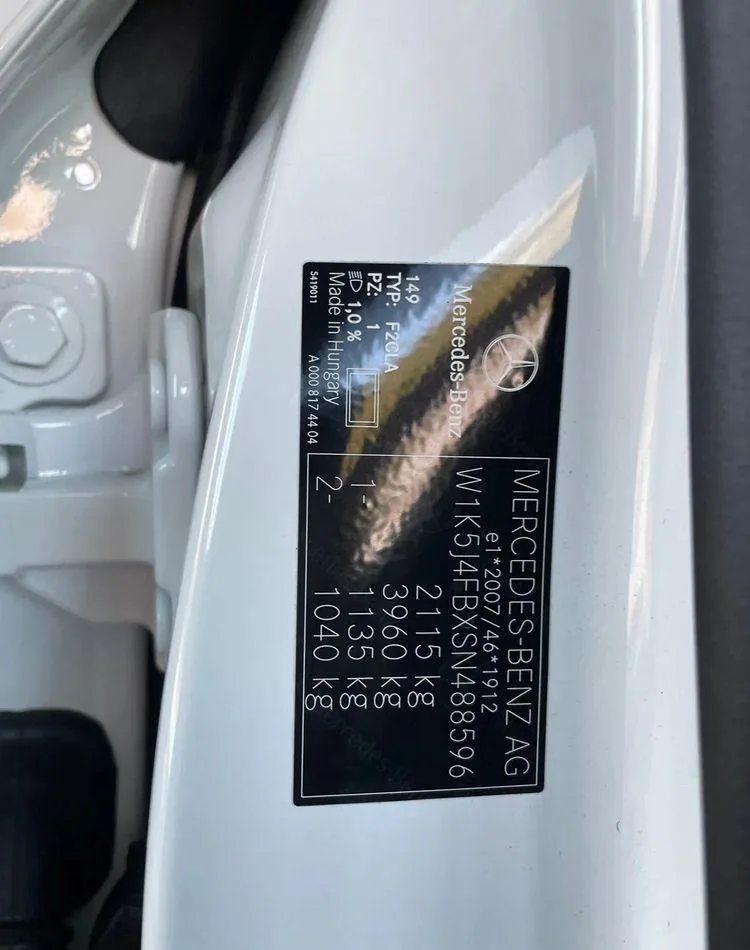 Mercedes-Benz
149
TYP: F2CLA
PZ: 1
1,0 %
Made in Hungary
5419011
A 000 817 44 04
MERCEDES-BENZ AG
e1*2007/46*1912
W1K5J4FBXSN488596
2115 kg
3960 kg
1- 1135 kg
2- 1040 kg